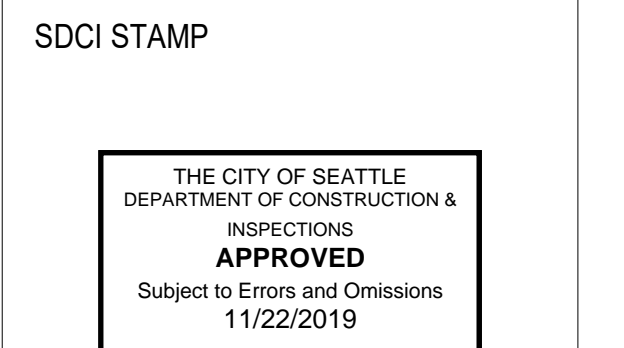 SDCI STAMP
THE CITY OF SEATTLE
DEPARTMENT OF CONSTRUCTION &
INSPECTIONS
APPROVED
Subject to Errors and Omissions
11/22/2019